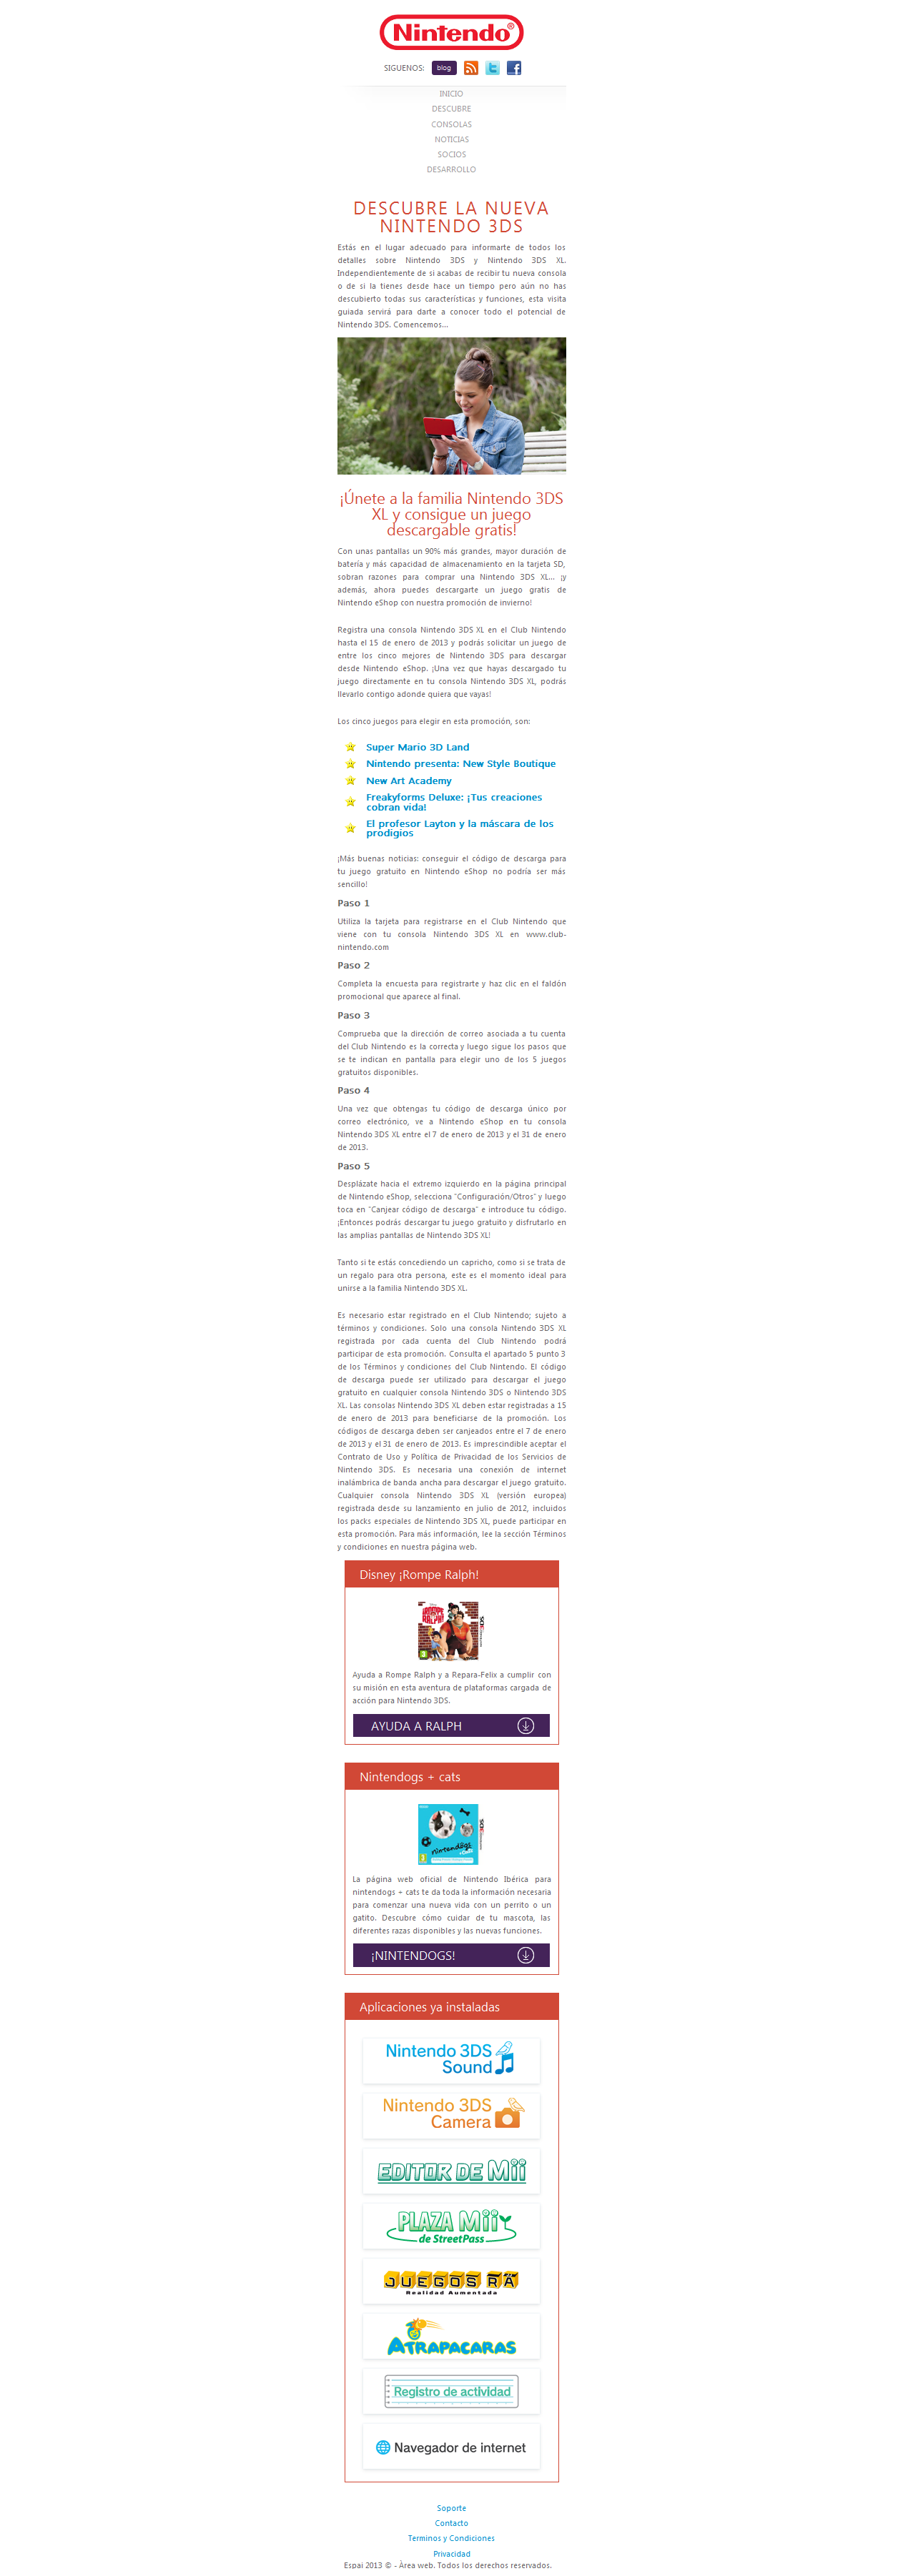 Nintendo®
SIGUENOS: blog
INICIO
DESCUBRE
CONSOLAS
NOTICIAS
SOCIOS
DESARROLLO
DESCUBRE LA NUEVA
NINTENDO 3DS
Estás en el lugar adecuado para informarte de todos los
detalles sobre Nintendo 3DS y Nintendo 3DS XL.
Independientemente de si acabas de recibir tu nueva consola
o de si la tienes desde hace un tiempo pero aún no has
descubierto todas sus características y funciones, esta visita
guiada servirá para darte a conocer todo el potencial de
Nintendo 3DS. Comencemos...
¡Únete a la familia Nintendo 3DS
XL y consigue un juego
descargable gratis!
Con unas pantallas un 90% más grandes, mayor duración de
batería y más capacidad de almacenamiento en la tarjeta SD,
sobran razones para comprar una Nintendo 3DS XL... ¡y
además, ahora puedes descargarte un juego gratis de
Nintendo eShop con nuestra promoción de invierno!
Registra una consola Nintendo 3DS XL en el Club Nintendo
hasta el 15 de enero de 2013 y podrás solicitar un juego de
entre los cinco mejores de Nintendo 3DS para descargar
desde Nintendo eShop. ¡Una vez que hayas descargado tu
juego directamente en tu consola Nintendo 3DS XL, podrás
llevarlo contigo adonde quiera que vayas!
Los cinco juegos para elegir en esta promoción, son:
Super Mario 3D Land
Nintendo presenta: New Style Boutique
New Art Academy
Freakyforms Deluxe: ¡Tus creaciones
cobran vida!
El profesor Layton y la máscara de los
prodigios
¡Más buenas noticias: conseguir el código de descarga para
tu juego gratuito en Nintendo eShop no podría ser más
sencillo!
Paso 1
Utiliza la tarjeta para registrarse en el Club Nintendo que
viene con tu consola Nintendo 3DS XL en www.club-
nintendo.com
Paso 2
Completa la encuesta para registrarte y haz clic en el faldón
promocional que aparece al final.
Paso 3
Comprueba que la dirección de correo asociada a tu cuenta
del Club Nintendo es la correcta y luego sigue los pasos que
se te indican en pantalla para elegir uno de los 5 juegos
gratuitos disponibles.
Paso 4
Una vez que obtengas tu código de descarga único por
correo electrónico, ve a Nintendo eShop en tu consola
Nintendo 3DS XL entre el 7 de enero de 2013 y el 31 de enero
de 2013.
Paso 5
Desplázate hacia el extremo izquierdo en la página principal
de Nintendo eShop, selecciona "Configuración/Otros" y luego
toca en "Canjear código de descarga" e introduce tu código.
¡Entonces podrás descargar tu juego gratuito y disfrutarlo en
las amplias pantallas de Nintendo 3DS XL!
Tanto si te estás concediendo un capricho, como si se trata de
un regalo para otra persona, este es el momento ideal para
unirse a la familia Nintendo 3DS XL.
Es necesario estar registrado en el Club Nintendo; sujeto a
términos y condiciones. Solo una consola Nintendo 3DS XL
registrada por cada cuenta del Club Nintendo podrá
participar de esta promoción. Consulta el apartado 5 punto 3
de los Términos y condiciones del Club Nintendo. El código
de descarga puede ser utilizado para descargar el juego
gratuito en cualquier consola Nintendo 3DS o Nintendo 3DS
XL. Las consolas Nintendo 3DS XL deben estar registradas a 15
de enero de 2013 para beneficiarse de la promoción. Los
códigos de descarga deben ser canjeados entre el 7 de enero
de 2013 y el 31 de enero de 2013. Es imprescindible aceptar el
Contrato de Uso y Política de Privacidad de los Servicios de
Nintendo 3DS. Es necesaria una conexión de internet
inalámbrica de banda ancha para descargar el juego gratuito.
Cualquier consola Nintendo 3DS XL (versión europea)
registrada desde su lanzamiento en julio de 2012, incluidos
los packs especiales de Nintendo 3DS XL, puede participar en
esta promoción. Para más información, lee la sección Términos
y condiciones en nuestra página web.
Disney ¡Rompe Ralph!
Ayuda a Rompe Ralph y a Repara-Felix a cumplir con
su misión en esta aventura de plataformas cargada de
acción para Nintendo 3DS.
AYUDA A RALPH
Nintendogs + cats
La página web oficial de Nintendo Ibérica para
nintendogs + cats te da toda la información necesaria
para comenzar una nueva vida con un perrito o un
gatito. Descubre cómo cuidar de tu mascota, las
diferentes razas disponibles y las nuevas funciones.
¡NINTENDOGS!
Aplicaciones ya instaladas
Nintendo 3DS
Sound
Nintendo 3DS
Camera
EDITOR DE Mii
PLAZA Mii
de StreetPass
JUEGOS RA
Realidad Aumentada
ATRAPACARAS
Registro de actividad
Navegador de internet
Soporte
Contacto
Terminos y Condiciones
Privacidad
Espai 2013 © - Àrea web. Todos los derechos reservados.